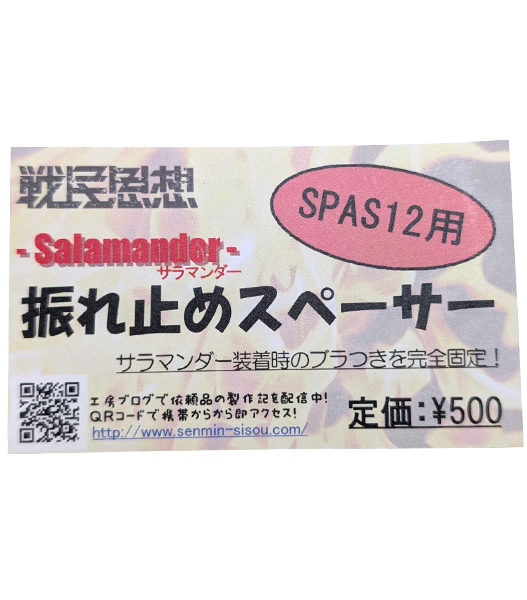 戦民思想
SPAS12用
- Salamander -
サラマンダー
振れ止めスペーサー
サラマンダー装着時のブラつきを完全固定！
工房ブログで依頼品の製作記を配信中!
QRコードで携帯からから即アクセス!
http://www.senmin-sisou.com/
定価:¥500